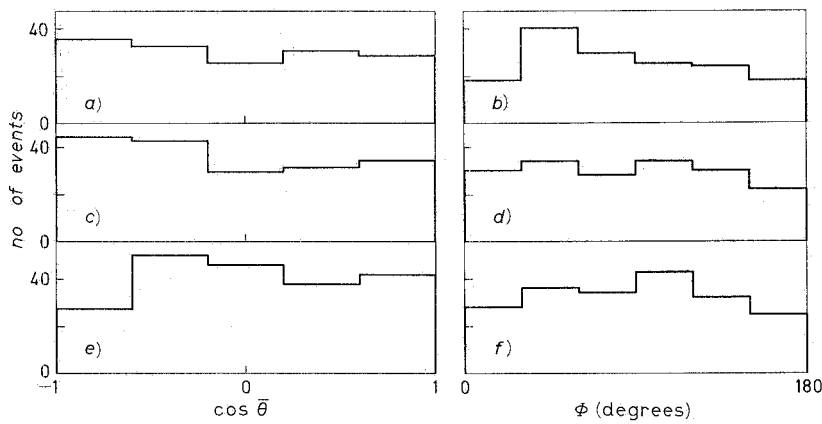 no of events
40
0
a)
b)
40
0
c)
d)
40
0
e)
f)
-1
0
1
0
180
cos θ̅
Φ (degrees)